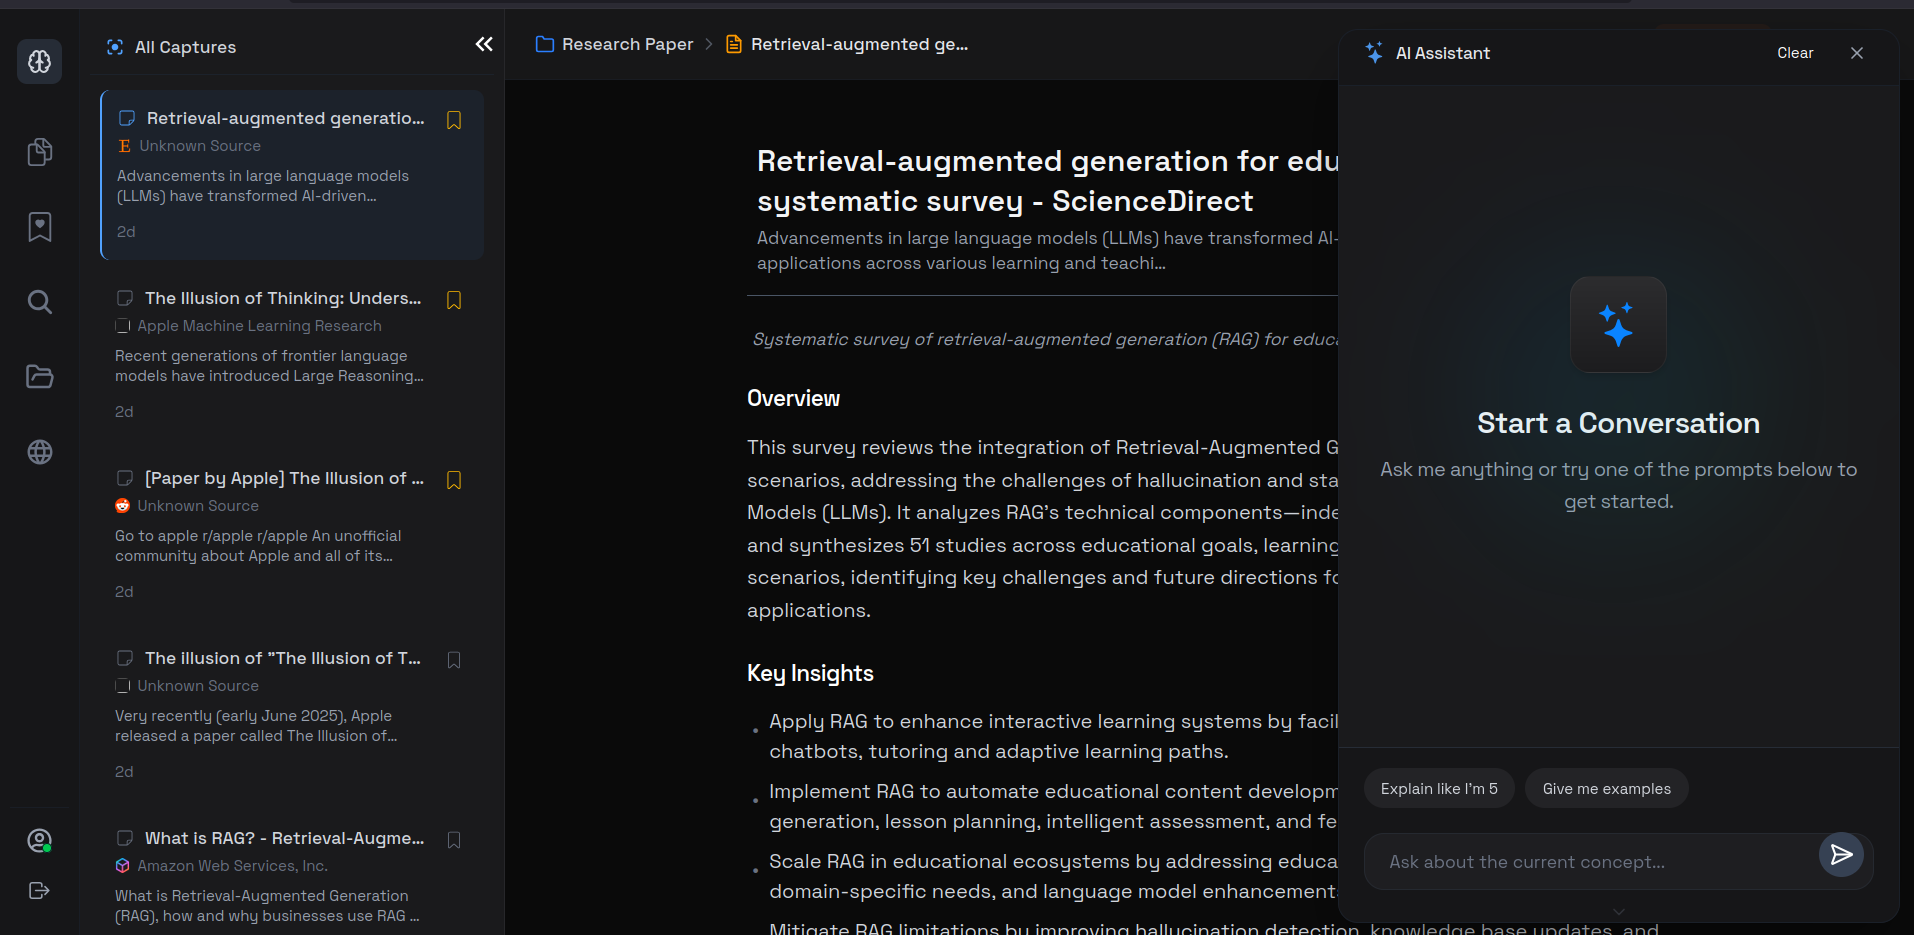 All Captures
Retrieval-augmented generatio...
E Unknown Source
Advancements in large language models
(LLMs) have transformed AI-driven...
2d
The Illusion of Thinking: Unders...
Apple Machine Learning Research
Recent generations of frontier language
models have introduced Large Reasoning...
2d
[Paper by Apple] The Illusion of ...
Unknown Source
Go to apple r/apple r/apple An unofficial
community about Apple and all of its...
2d
The illusion of "The Illusion of T...
Unknown Source
Very recently (early June 2025), Apple
released a paper called The Illusion of...
2d
What is RAG? - Retrieval-Augme...
Amazon Web Services, Inc.
What is Retrieval-Augmented Generation
(RAG), how and why businesses use RAG ...
Research Paper
Retrieval-augmented ge...
Retrieval-augmented generation for edu
systematic survey - ScienceDirect
Advancements in large language models (LLMs) have transformed AI-
applications across various learning and teachi...
Systematic survey of retrieval-augmented generation (RAG) for educa
Overview
This survey reviews the integration of Retrieval-Augmented G
scenarios, addressing the challenges of hallucination and sta
Models (LLMs). It analyzes RAG's technical components—inde
and synthesizes 51 studies across educational goals, learning
scenarios, identifying key challenges and future directions fo
applications.
Key Insights
• Apply RAG to enhance interactive learning systems by facil
chatbots, tutoring and adaptive learning paths.
• Implement RAG to automate educational content developm
generation, lesson planning, intelligent assessment, and fe
• Scale RAG in educational ecosystems by addressing educa
domain-specific needs, and language model enhancement
Mitigate RAG limitations by improving hallucination detection, knowledge base updates, and
AI Assistant
Clear
Start a Conversation
Ask me anything or try one of the prompts below to
get started.
Explain like I'm 5
Give me examples
Ask about the current concept...